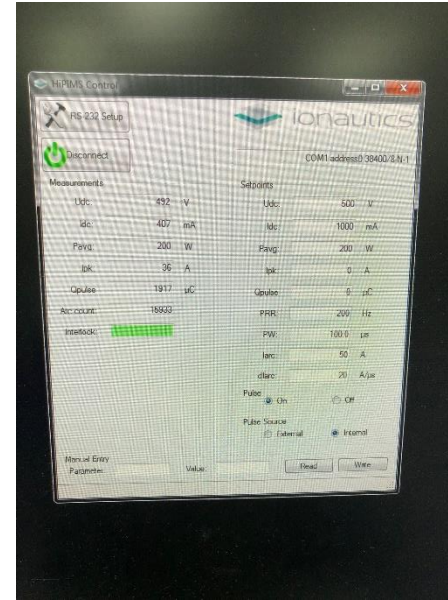 HiPIMS Control
RS-232 Setup
ionautics
Disconnect
COM1 address0:38400/8-N-1
Measurements
Udc: 492 V
Idc: 407 mA
Pavg: 200 W
Ipk: 36 A
Qpulse 1917 µC
Arc count: 16933
Interlock:
Setpoints
Udc: 500 V
Idc: 1000 mA
Pavg: 200 W
Ipk: 0 A
Qpulse 0 µC
PRR: 200 Hz
PW: 100.0 µs
Iarc: 50 A
dIarc: 20 A/µs
Pulse
On Off
Pulse Source
External Internal
Manual Entry
Parameter: Value: Read Write